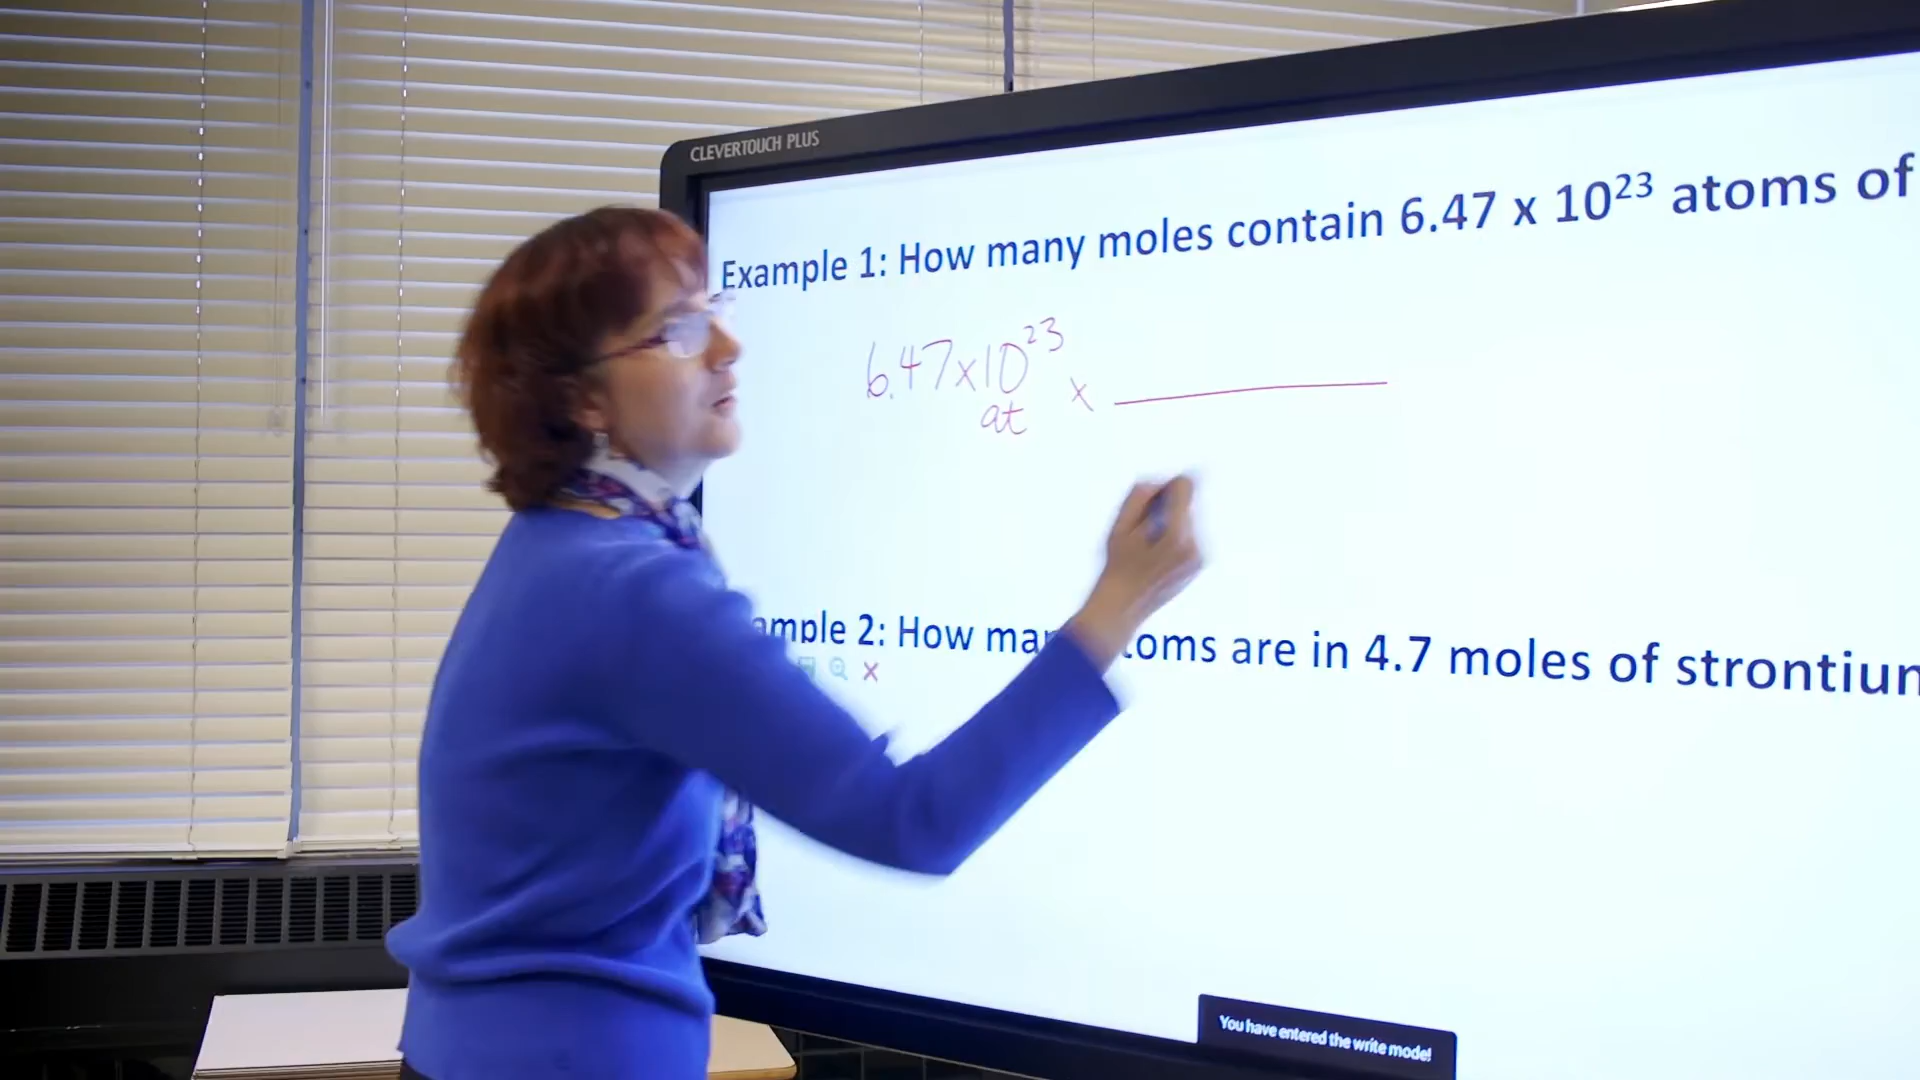 CLEVERTOUCH PLUS
Example 1: How many moles contain 6.47 x 10²³ atoms of
6.47x10²³ x
at
ample 2: How ma toms are in 4.7 moles of strontium
You have entered the write mode!